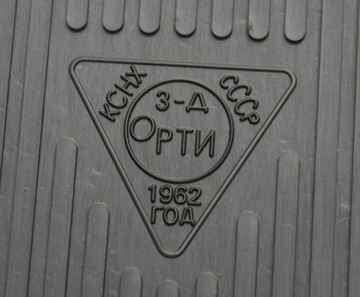 КСНХ
СССР
З-Д
ОРТИ
1962
ГОД